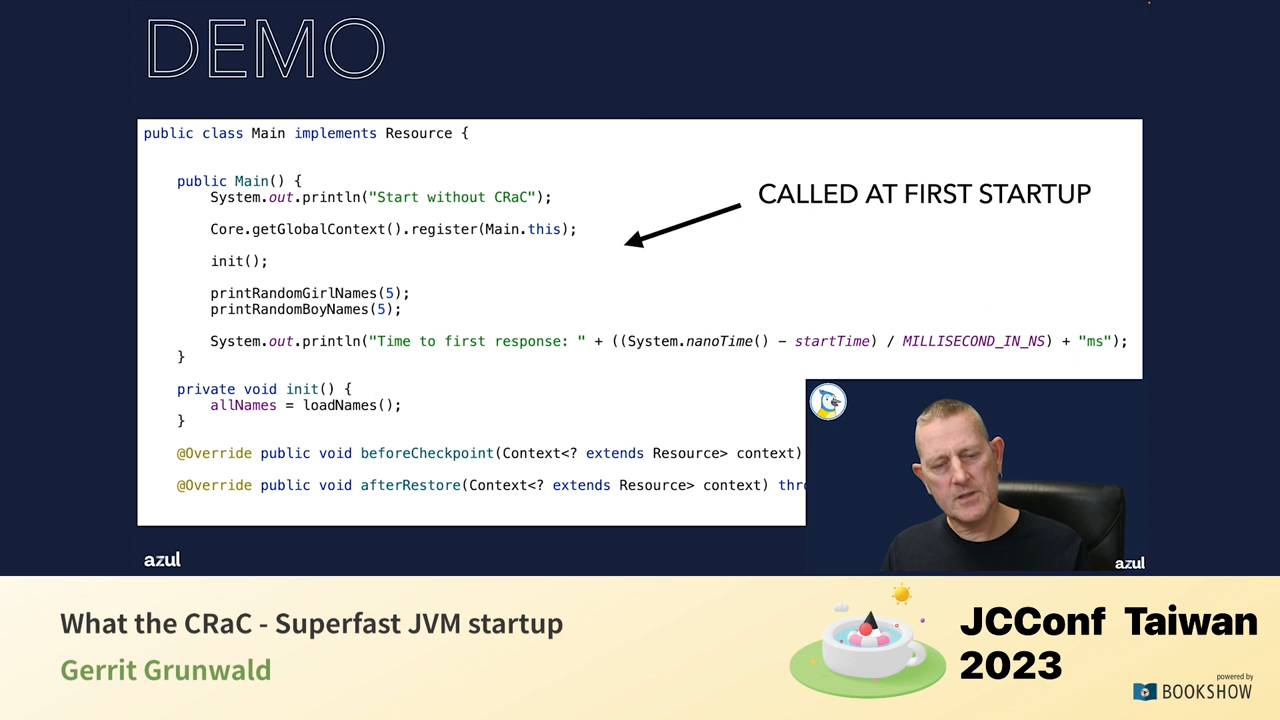 DEMO
public class Main implements Resource {
public Main() {
System.out.println("Start without CRaC");
Core.getGlobalContext().register(Main.this);
init();
printRandomGirlNames(5);
printRandomBoyNames(5);
System.out.println("Time to first response: " + ((System.nanoTime() - startTime) / MILLISECOND_IN_NS) + "ms");
}
private void init() {
allNames = loadNames();
}
@Override public void beforeCheckpoint(Context<? extends Resource> context)
@Override public void afterRestore(Context<? extends Resource> context) thro
CALLED AT FIRST STARTUP
azul
azul
What the CRaC - Superfast JVM startup
Gerrit Grunwald
JCConf Taiwan
2023
powered by
BOOKSHOW